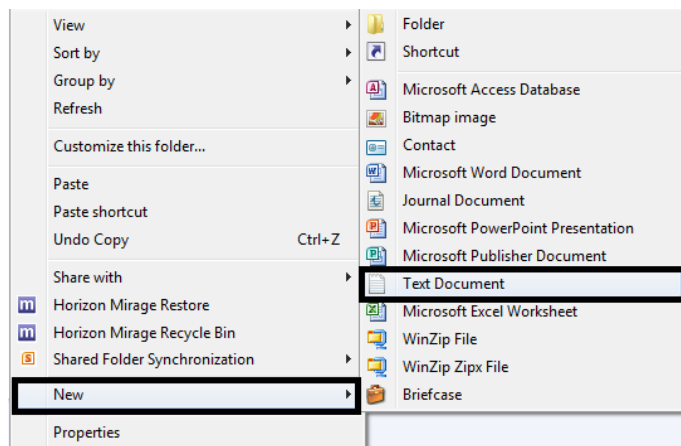 View
Sort by
Group by
Refresh
Customize this folder...
Paste
Paste shortcut
Undo Copy Ctrl+Z
Share with
Horizon Mirage Restore
Horizon Mirage Recycle Bin
Shared Folder Synchronization
New
Properties
Folder
Shortcut
Microsoft Access Database
Bitmap image
Contact
Microsoft Word Document
Journal Document
Microsoft PowerPoint Presentation
Microsoft Publisher Document
Text Document
Microsoft Excel Worksheet
WinZip File
WinZip Zipx File
Briefcase